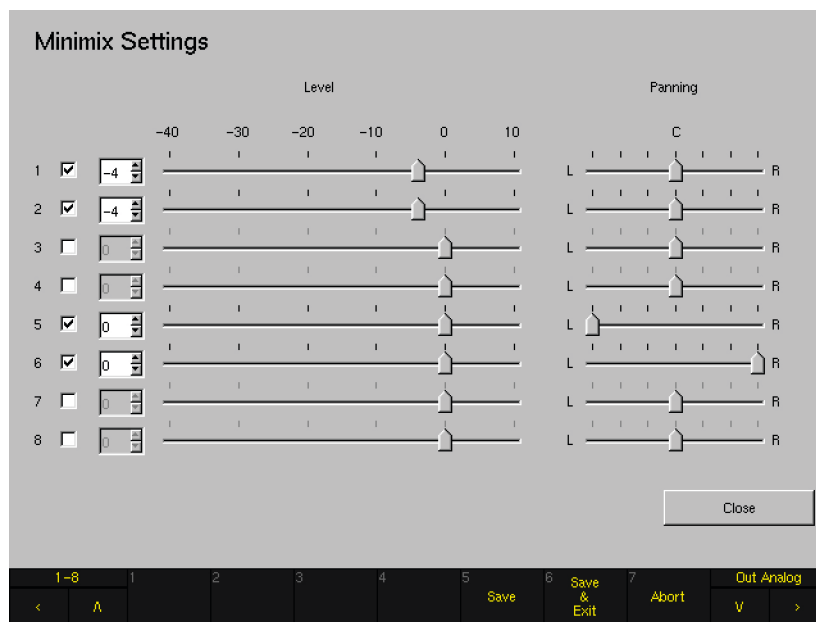 Minimix Settings
Level Panning
-40 -30 -20 -10 0 10 C
1 -4 L R
2 -4 L R
3 0 L R
4 0 L R
5 0 L R
6 0 L R
7 0 L R
8 0 L R
Close
1-8 1 2 3 4 5 Save 6 Save & Exit 7 Abort Out Analog
< Λ V >